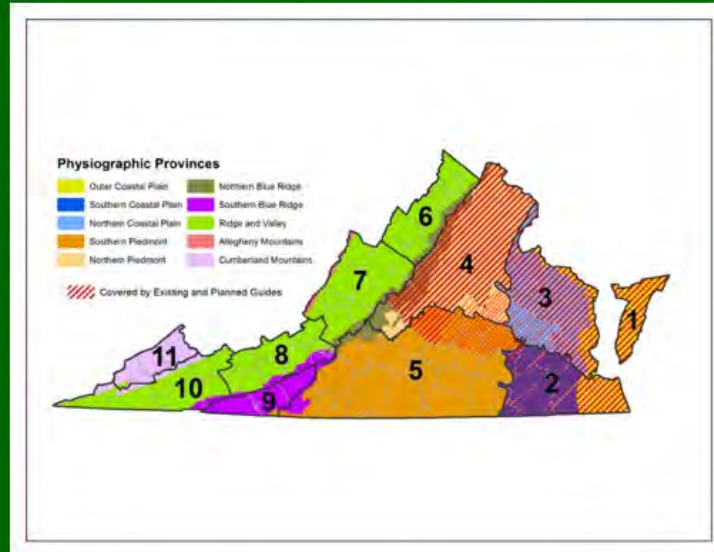 Physiographic Provinces
Outer Coastal Plain
Southern Coastal Plain
Northern Coastal Plain
Southern Piedmont
Northern Piedmont
Northern Blue Ridge
Southern Blue Ridge
Ridge and Valley
Allegheny Mountains
Cumberland Mountains
Covered by Existing and Planned Guides
6
4
7
3
1
11
8
5
2
10
9